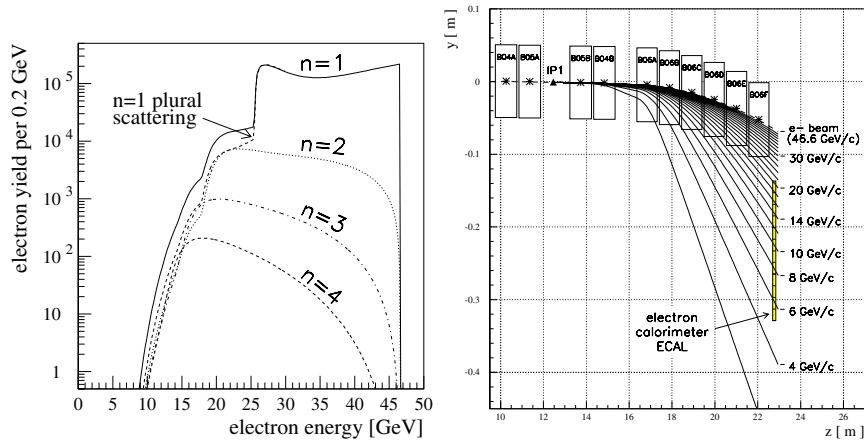 electron yield per 0.2 GeV
10^5
10^4
10^3
10^2
10
1
n=1
n=1 plural
scattering
n=2
n=3
n=4
0 5 10 15 20 25 30 35 40 45 50
electron energy [GeV]
y [ m ]
0.1
0
-0.1
-0.2
-0.3
-0.4
B04A B05A IP1 B05B B04B B06A B06B B06C B06D B06E B06F
e- beam
(46.6 GeV/c)
30 GeV/c
20 GeV/c
14 GeV/c
10 GeV/c
8 GeV/c
6 GeV/c
4 GeV/c
electron
calorimeter
ECAL
10 12 14 16 18 20 22 24 26
z [ m ]